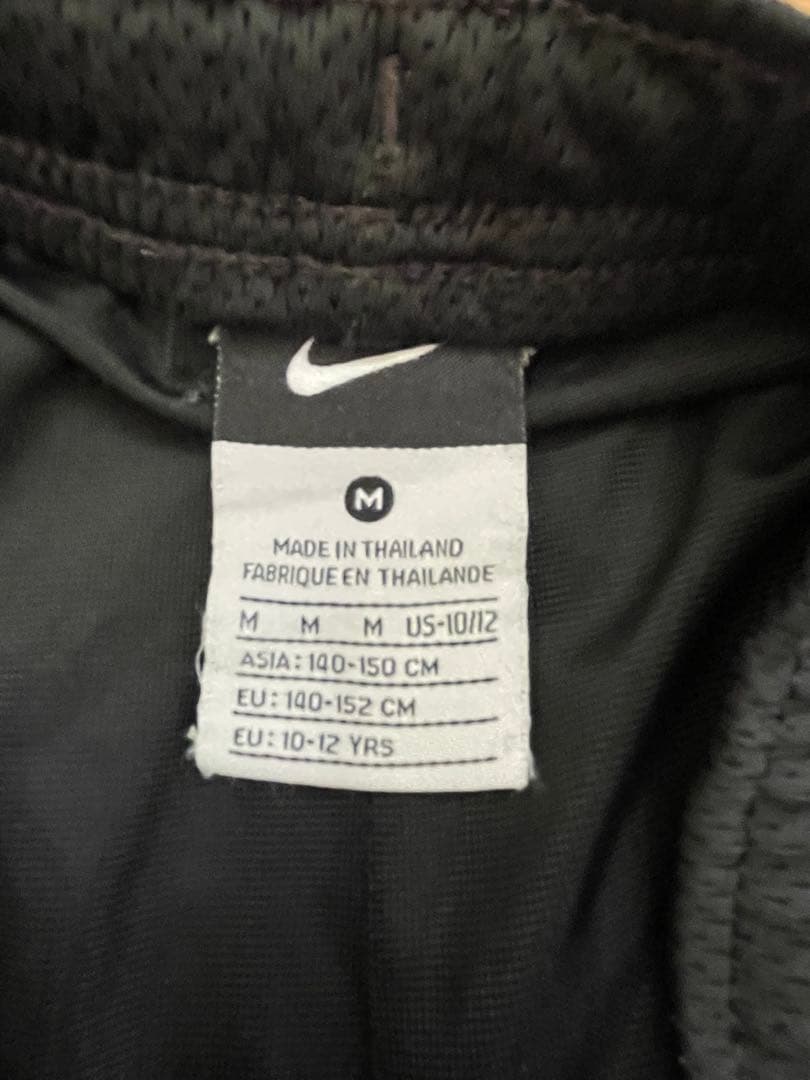 M
MADE IN THAILAND
FABRIQUE EN THAILANDE
M M M US-10/12
ASIA: 140-150 CM
EU: 140-152 CM
EU: 10-12 YRS